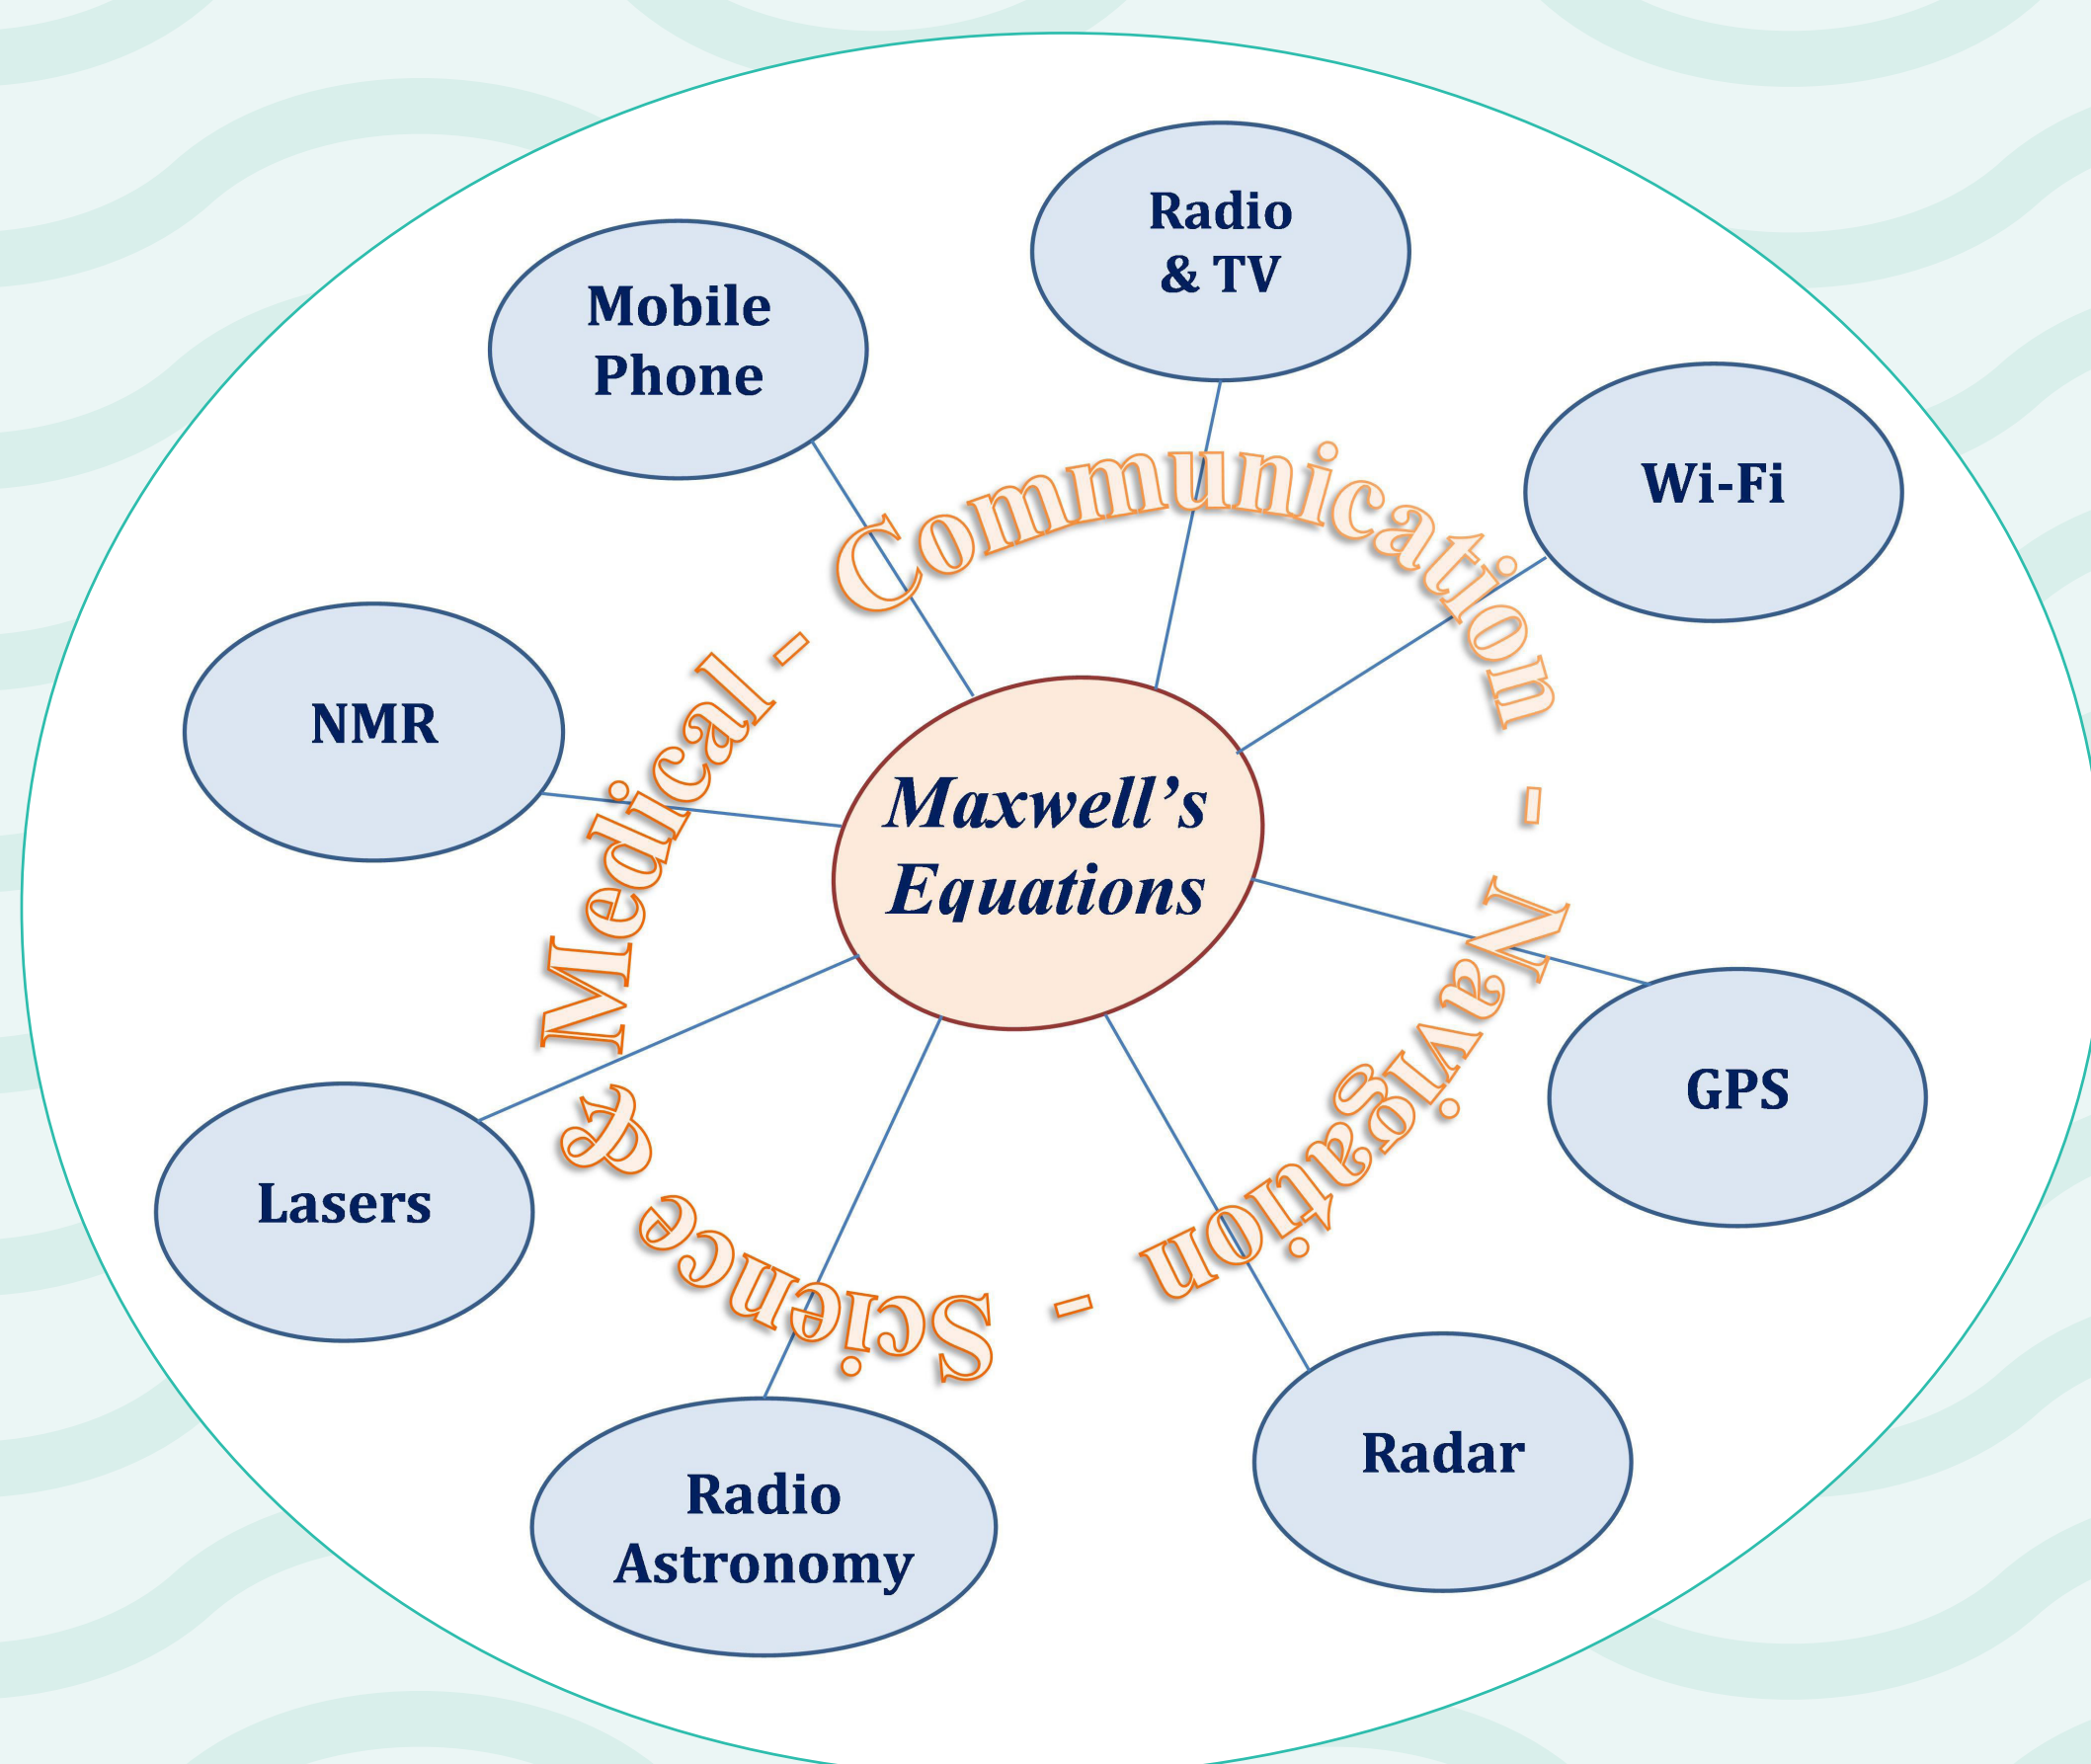 Radio
& TV
Mobile
Phone
Wi-Fi
NMR
Maxwell's
Equations
GPS
Lasers
Radar
Radio
Astronomy
Communication - Navigation - Science & Medical -